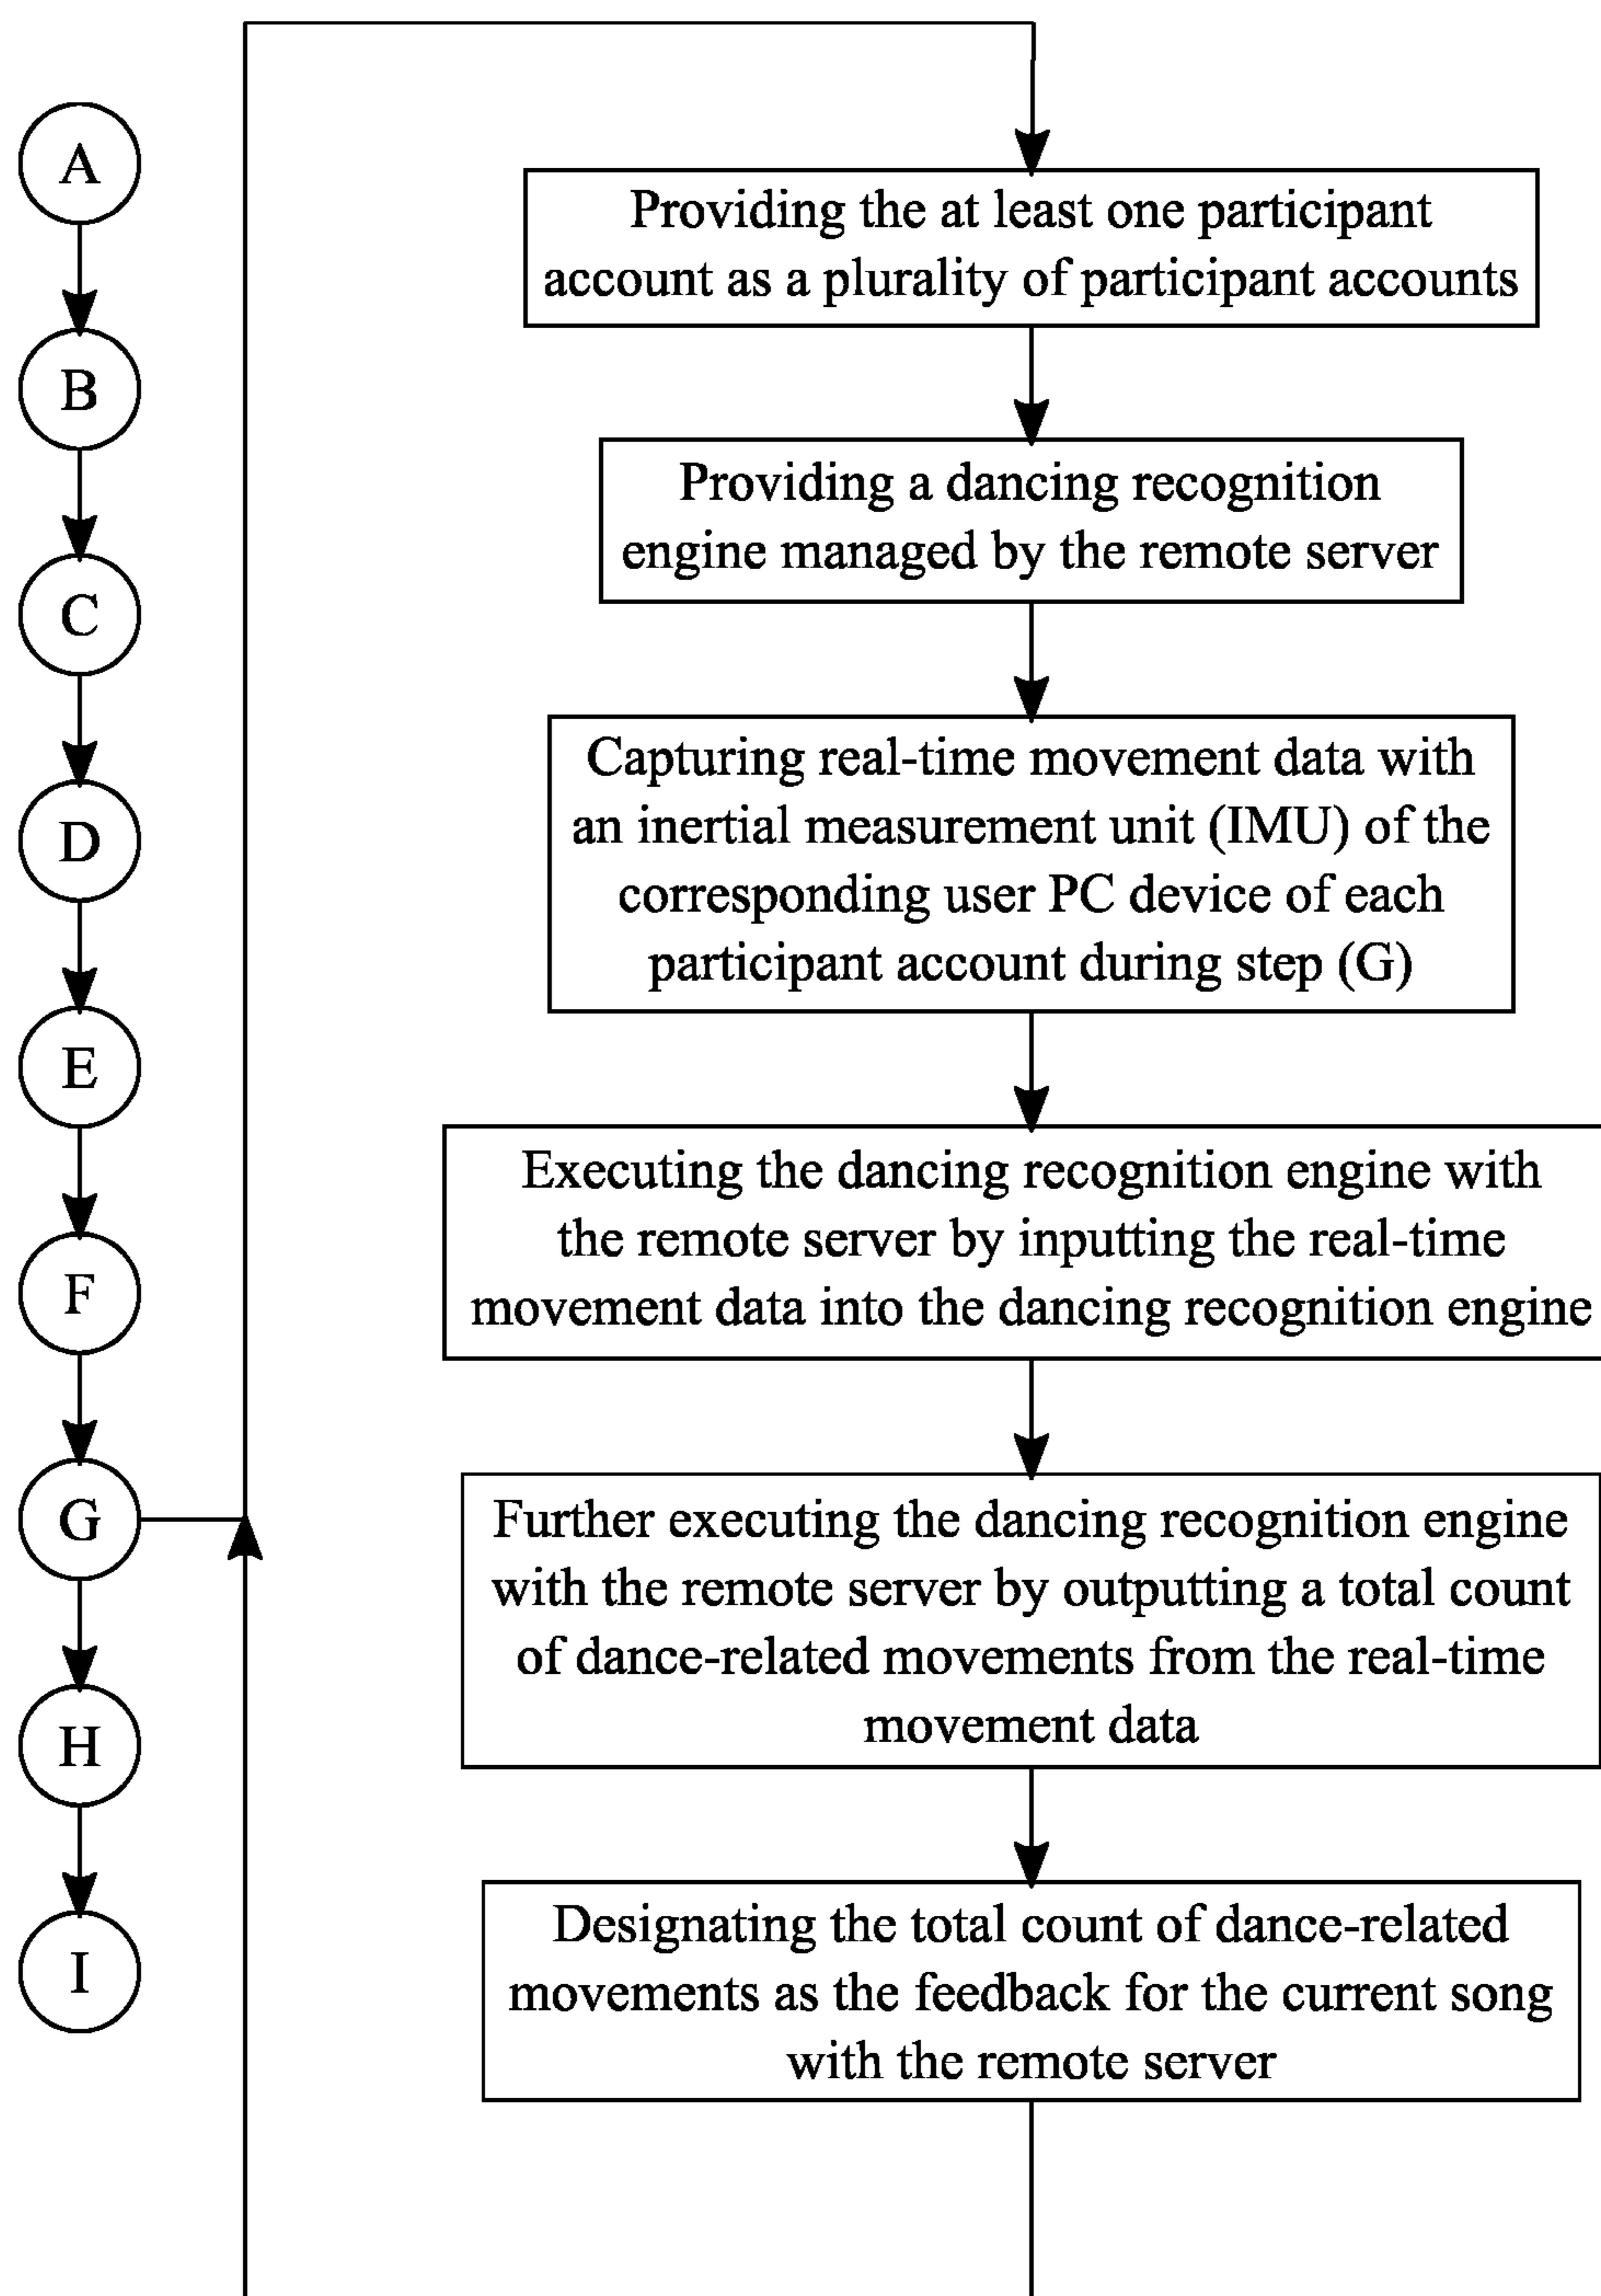 A
B
C
D
E
F
G
H
I
Providing the at least one participant
account as a plurality of participant accounts
Providing a dancing recognition
engine managed by the remote server
Capturing real-time movement data with
an inertial measurement unit (IMU) of the
corresponding user PC device of each
participant account during step (G)
Executing the dancing recognition engine with
the remote server by inputting the real-time
movement data into the dancing recognition engine
Further executing the dancing recognition engine
with the remote server by outputting a total count
of dance-related movements from the real-time
movement data
Designating the total count of dance-related
movements as the feedback for the current song
with the remote server